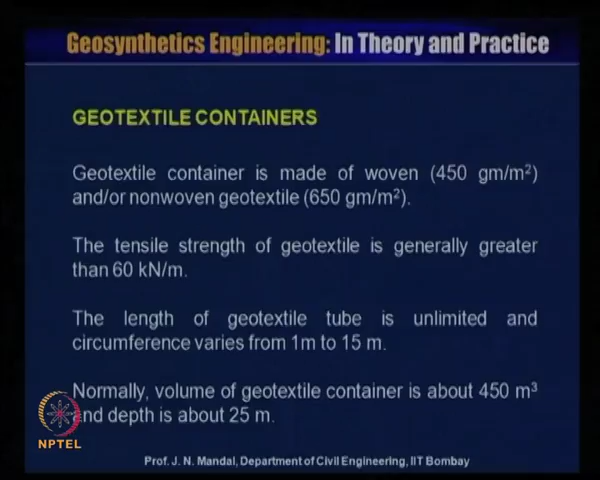 Geosynthetics Engineering: In Theory and Practice
GEOTEXTILE CONTAINERS
Geotextile container is made of woven (450 gm/m²)
and/or nonwoven geotextile (650 gm/m²).
The tensile strength of geotextile is generally greater
than 60 kN/m.
The length of geotextile tube is unlimited and
circumference varies from 1m to 15 m.
Normally, volume of geotextile container is about 450 m³
and depth is about 25 m.
NPTEL
Prof. J. N. Mandal, Department of Civil Engineering, IIT Bombay